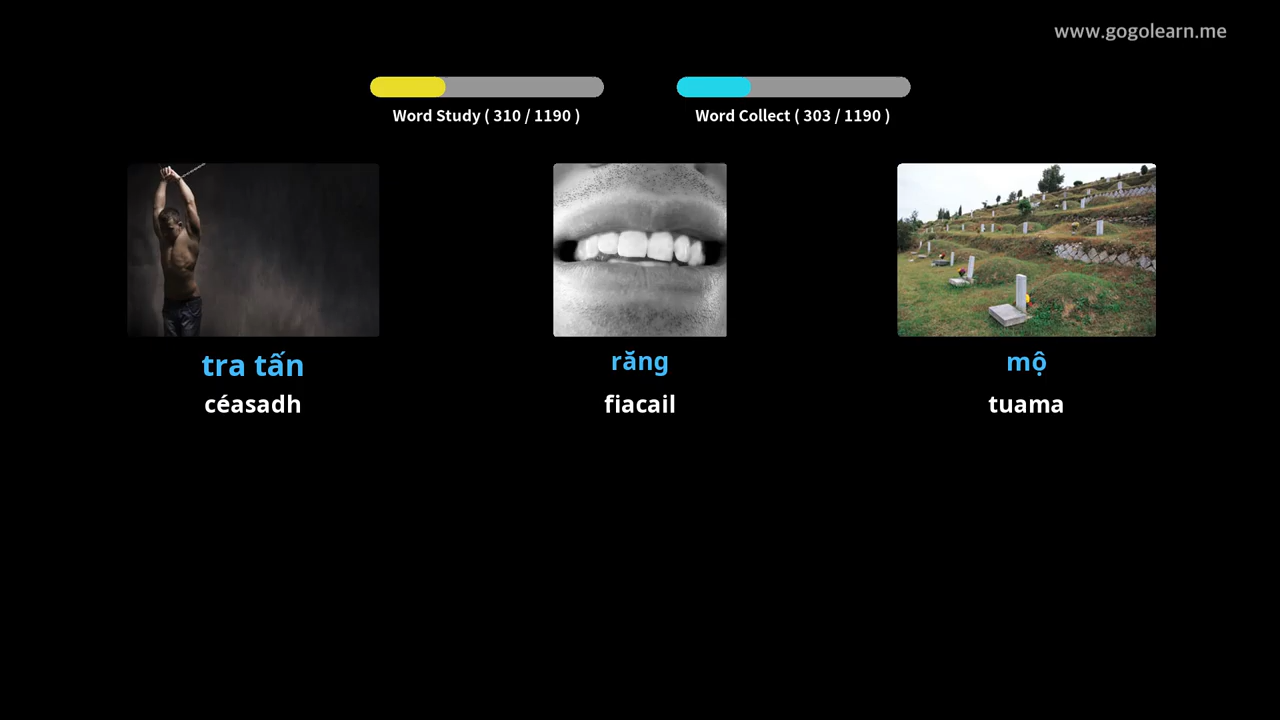 www.gogolearn.me
Word Study ( 310 / 1190 )
Word Collect ( 303 / 1190 )
tra tấn
răng
mộ
céasadh
fiacail
tuama